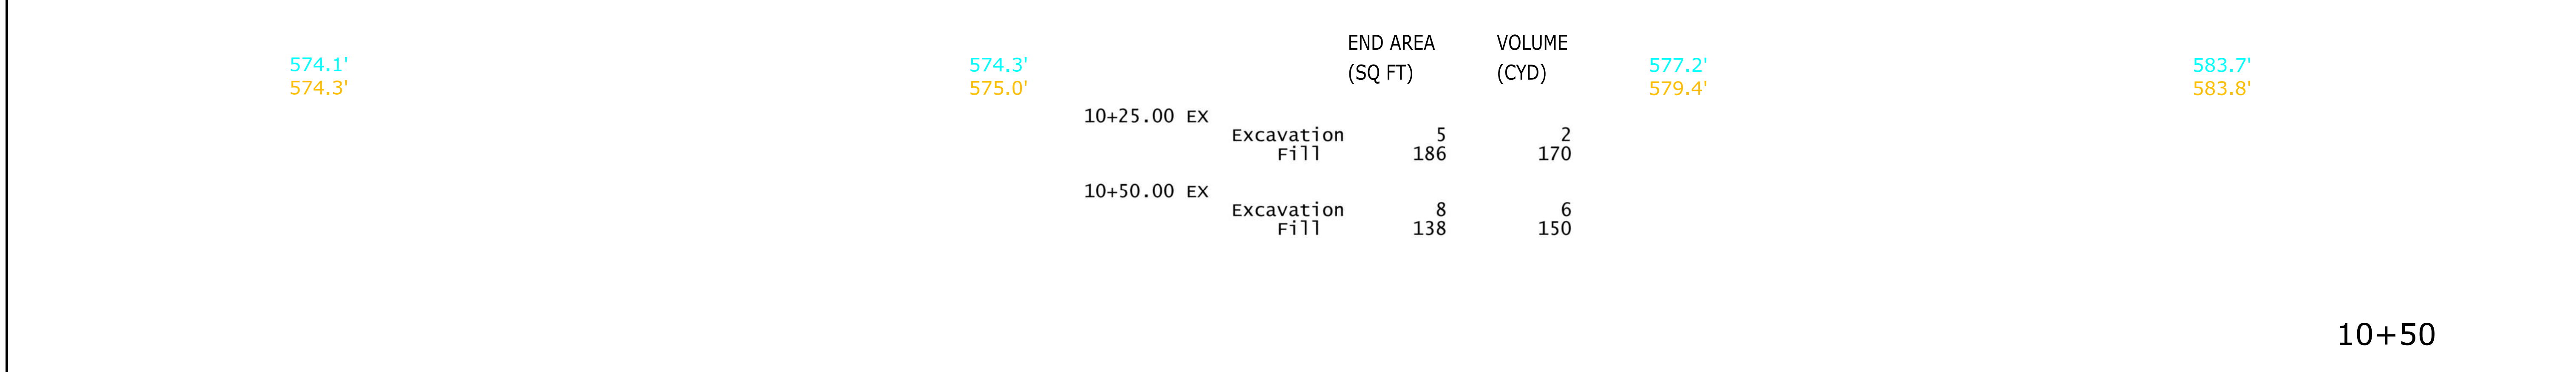 END AREA VOLUME
574.1' 574.3' (SQ FT) (CYD) 577.2' 583.7'
574.3' 575.0' 579.4' 583.8'
10+25.00 EX
Excavation 5 2
Fill 186 170
10+50.00 EX
Excavation 8 6
Fill 138 150
10+50